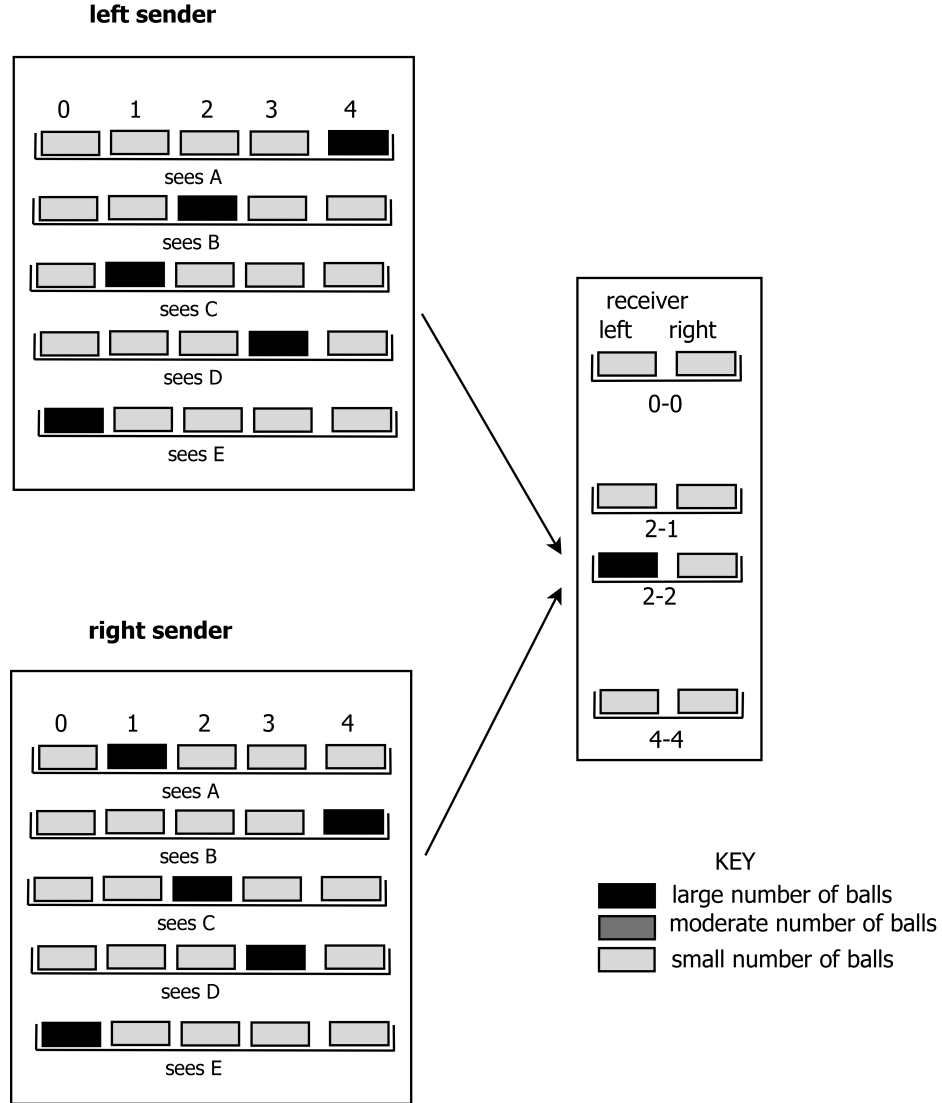 left sender
0 1 2 3 4
sees A
sees B
sees C
sees D
sees E
receiver
left right
0-0
2-1
2-2
4-4
right sender
0 1 2 3 4
sees A
sees B
sees C
sees D
sees E
KEY
large number of balls
moderate number of balls
small number of balls